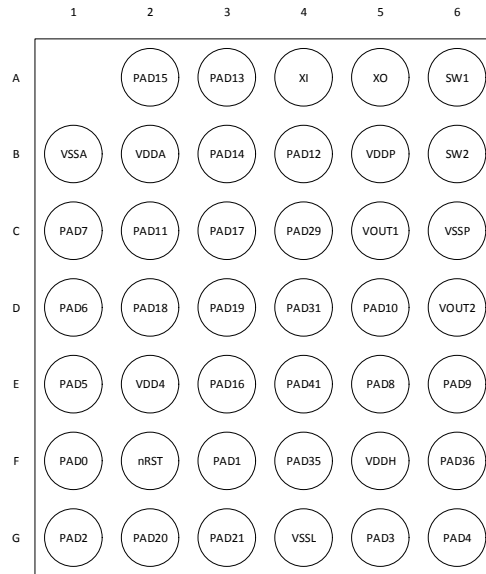 1 2 3 4 5 6
A PAD15 PAD13 XI XO SW1
B VSSA VDDA PAD14 PAD12 VDDP SW2
C PAD7 PAD11 PAD17 PAD29 VOUT1 VSSP
D PAD6 PAD18 PAD19 PAD31 PAD10 VOUT2
E PAD5 VDD4 PAD16 PAD41 PAD8 PAD9
F PAD0 nRST PAD1 PAD35 VDDH PAD36
G PAD2 PAD20 PAD21 VSSL PAD3 PAD4